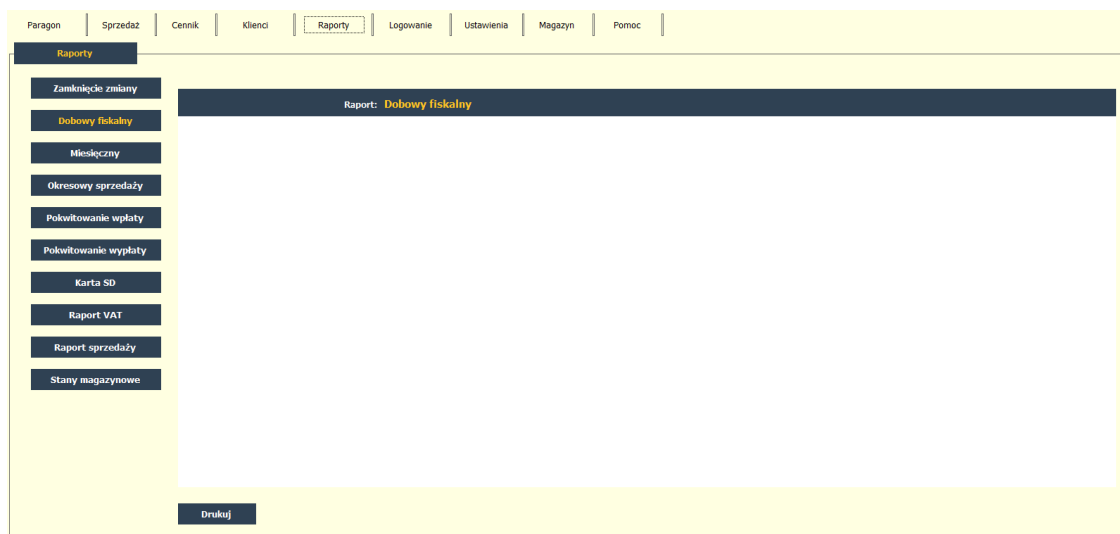 Paragon Sprzedaż Cennik Klienci Raporty Logowanie Ustawienia Magazyn Pomoc
Raporty
Zamknięcie zmiany
Raport: Dobowy fiskalny
Dobowy fiskalny
Miesięczny
Okresowy sprzedaży
Pokwitowanie wpłaty
Pokwitowanie wypłaty
Karta SD
Raport VAT
Raport sprzedaży
Stany magazynowe
Drukuj